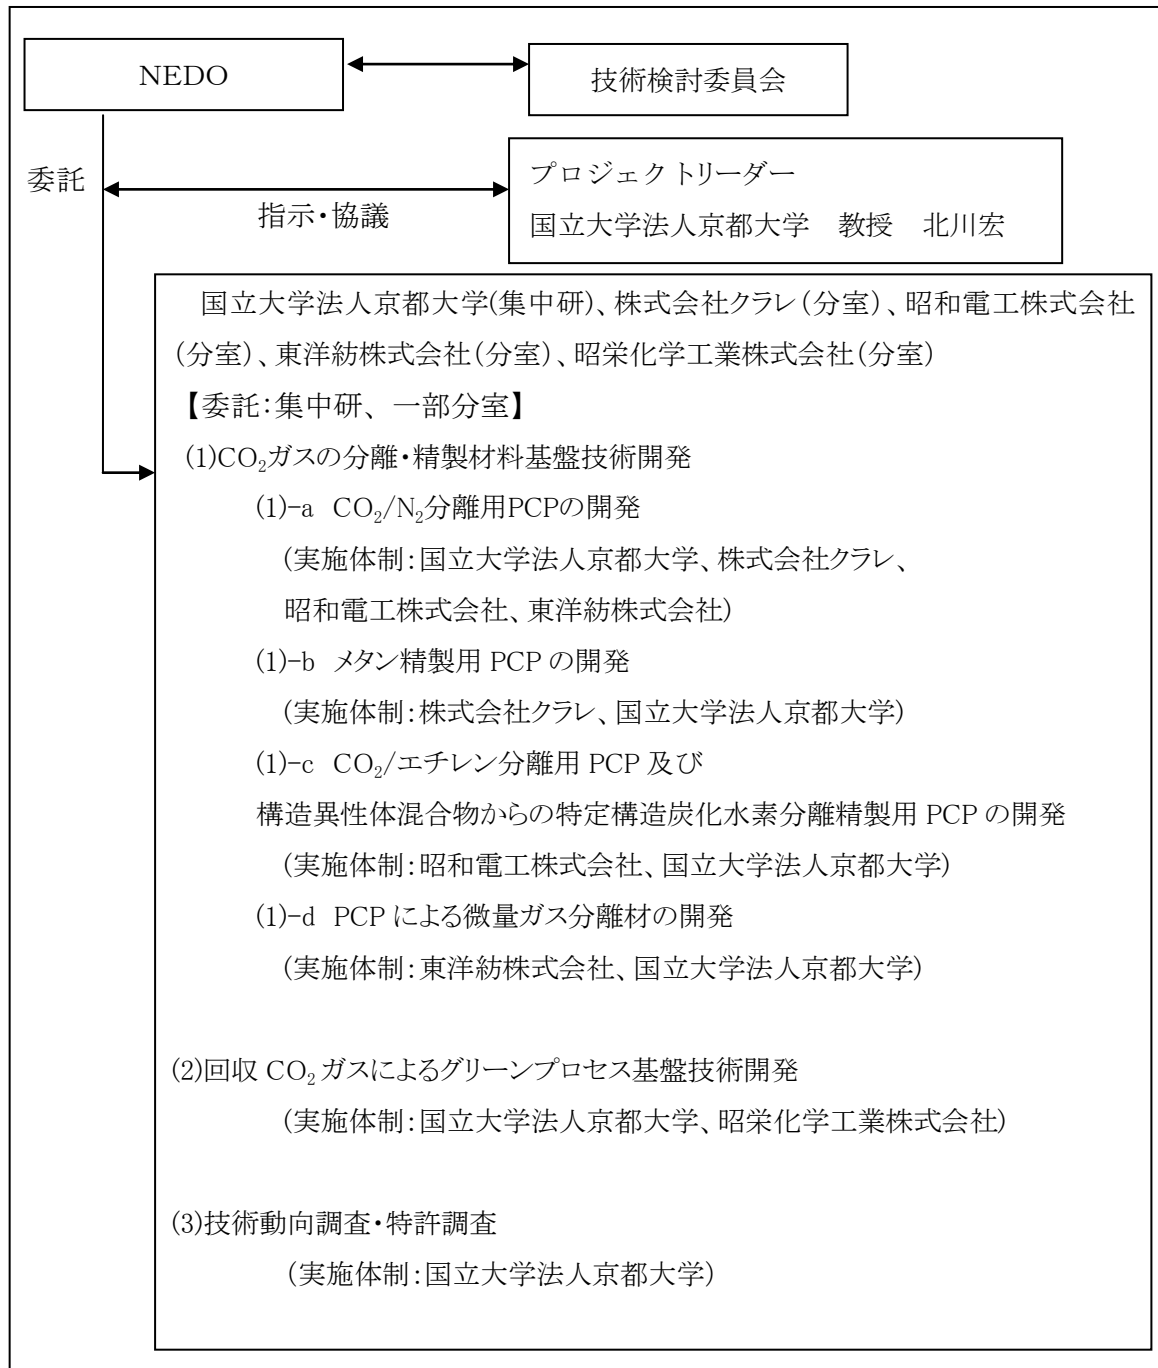 NEDO
技術検討委員会
委託
指示・協議
プロジェクトリーダー
国立大学法人京都大学　教授　北川宏
国立大学法人京都大学(集中研)、株式会社クラレ(分室)、昭和電工株式会社
(分室)、東洋紡株式会社(分室)、昭栄化学工業株式会社(分室)
【委託:集中研、一部分室】
(1)CO₂ガスの分離・精製材料基盤技術開発
(1)-a CO₂/N₂分離用PCPの開発
(実施体制:国立大学法人京都大学、株式会社クラレ、
昭和電工株式会社、東洋紡株式会社)
(1)-b メタン精製用 PCP の開発
(実施体制:株式会社クラレ、国立大学法人京都大学)
(1)-c CO₂/エチレン分離用 PCP 及び
構造異性体混合物からの特定構造炭化水素分離精製用 PCP の開発
(実施体制:昭和電工株式会社、国立大学法人京都大学)
(1)-d PCP による微量ガス分離材の開発
(実施体制:東洋紡株式会社、国立大学法人京都大学)
(2)回収 CO₂ ガスによるグリーンプロセス基盤技術開発
(実施体制:国立大学法人京都大学、昭栄化学工業株式会社)
(3)技術動向調査・特許調査
(実施体制:国立大学法人京都大学)